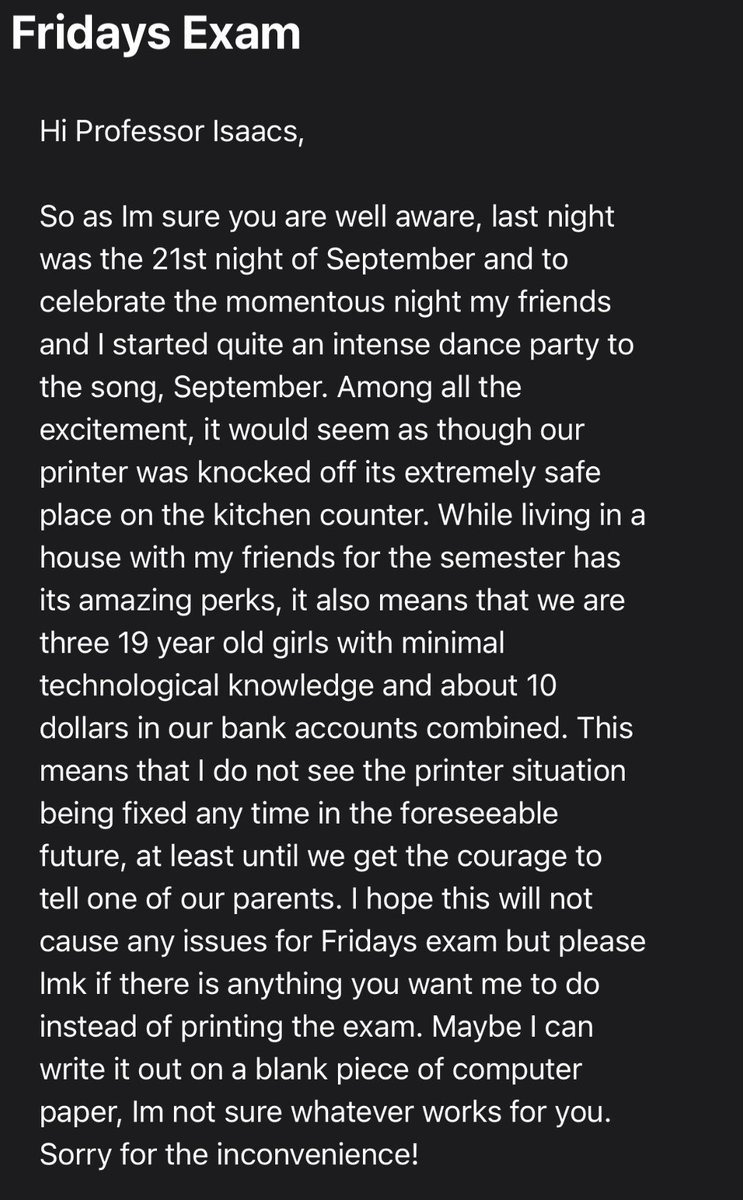 Fridays Exam
Hi Professor Isaacs,
So as Im sure you are well aware, last night
was the 21st night of September and to
celebrate the momentous night my friends
and I started quite an intense dance party to
the song, September. Among all the
excitement, it would seem as though our
printer was knocked off its extremely safe
place on the kitchen counter. While living in a
house with my friends for the semester has
its amazing perks, it also means that we are
three 19 year old girls with minimal
technological knowledge and about 10
dollars in our bank accounts combined. This
means that I do not see the printer situation
being fixed any time in the foreseeable
future, at least until we get the courage to
tell one of our parents. I hope this will not
cause any issues for Fridays exam but please
lmk if there is anything you want me to do
instead of printing the exam. Maybe I can
write it out on a blank piece of computer
paper, Im not sure whatever works for you.
Sorry for the inconvenience!